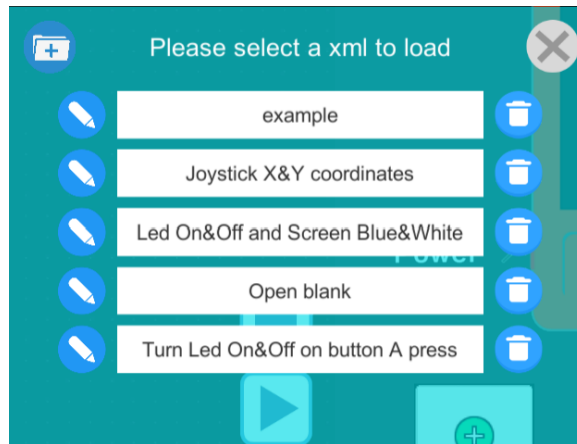 Please select a xml to load
example
Joystick X&Y coordinates
Led On&Off and Screen Blue&White
Power
Open blank
Turn Led On&Off on button A press